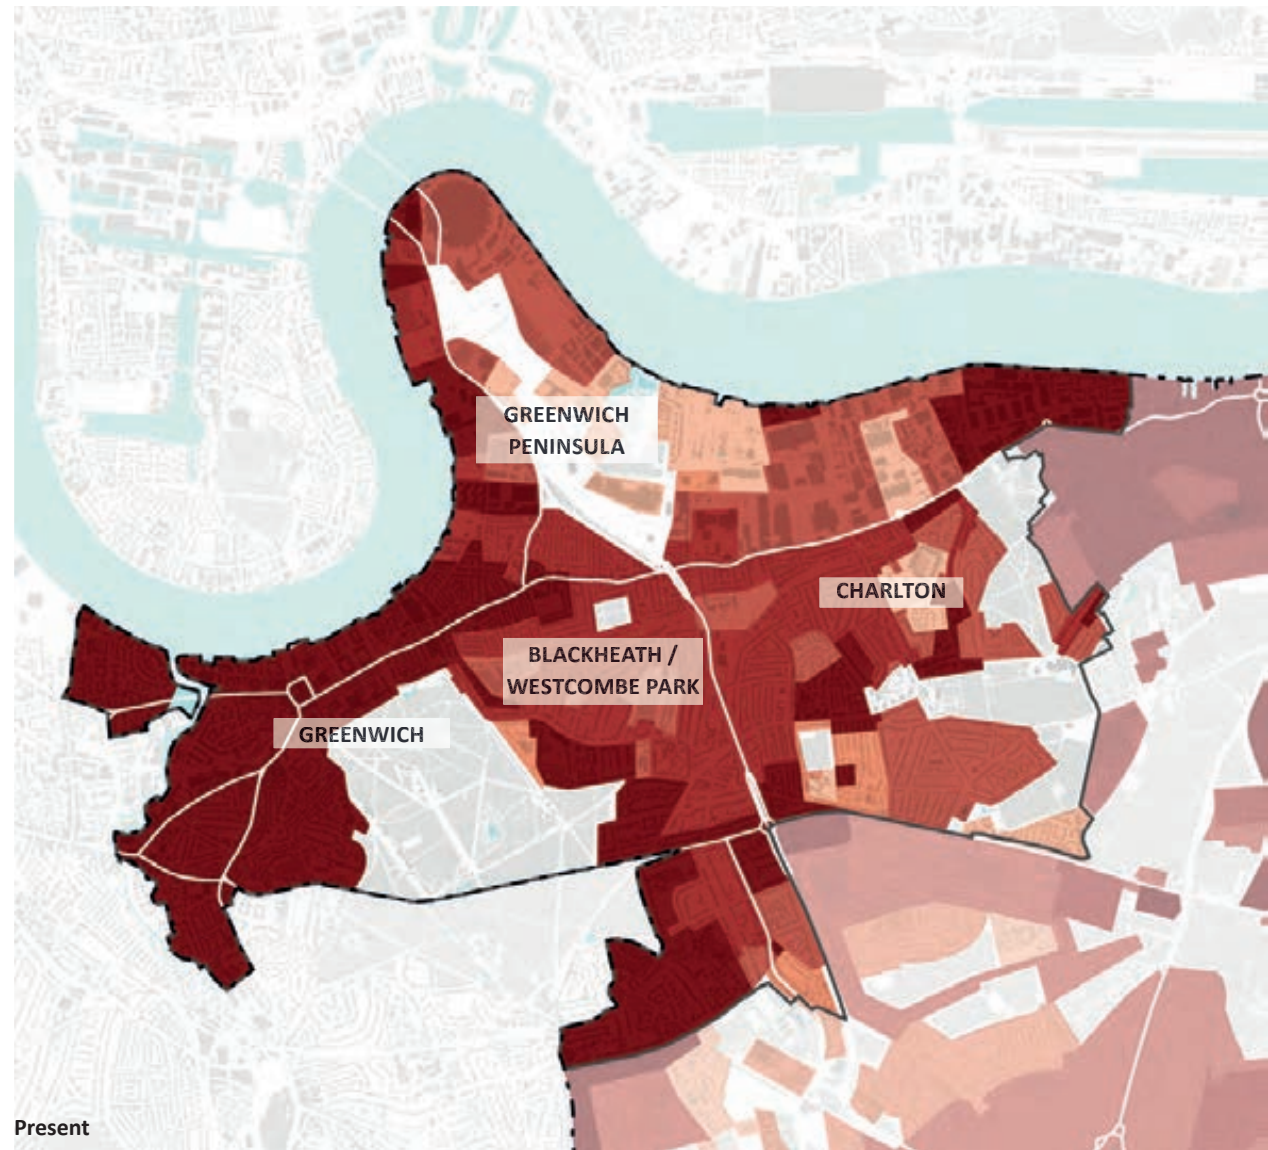 GREENWICH
PENINSULA
CHARLTON
BLACKHEATH /
WESTCOMBE PARK
GREENWICH
Present